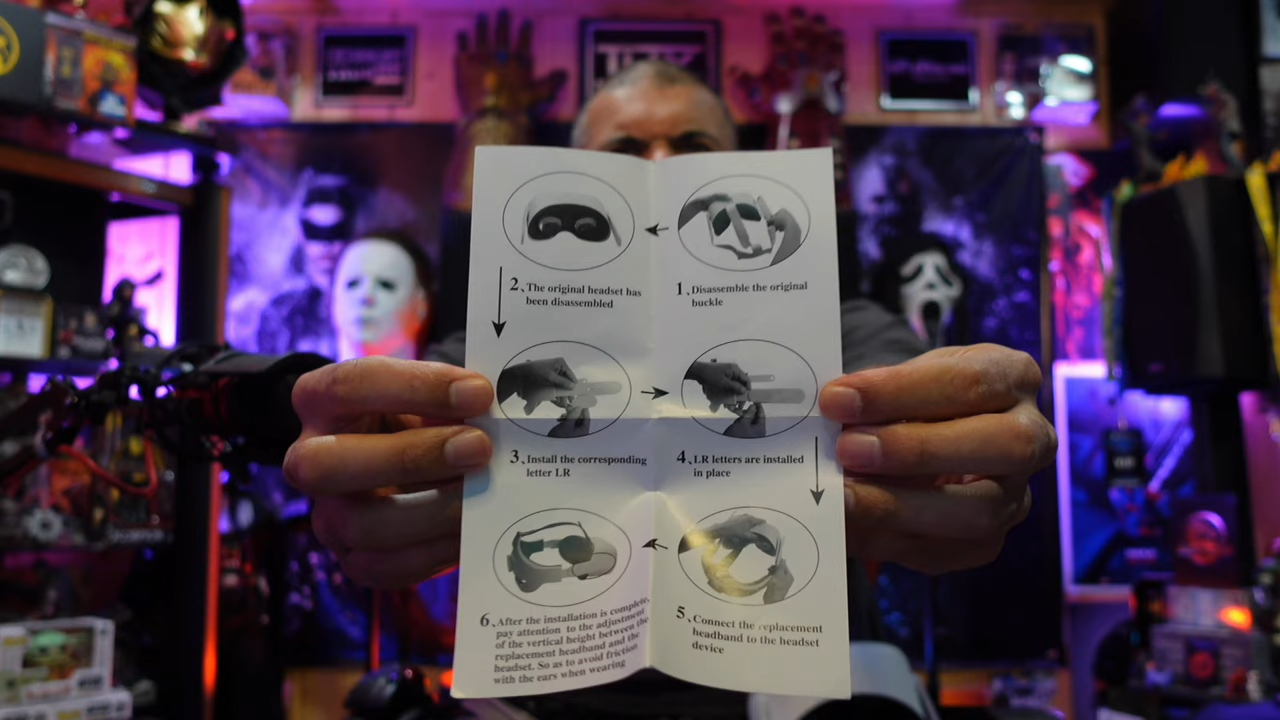 1、Disassemble the original
buckle
2、The original headset has
been disassembled
3、Install the corresponding
letter LR
4、LR letters are installed
in place
5、Connect the replacement
headband to the headset
device
6、After the installation is complete,
pay attention to the adjustment
of the vertical height between the
replacement headband and the
headset. So as to avoid friction
with the ears when wearing